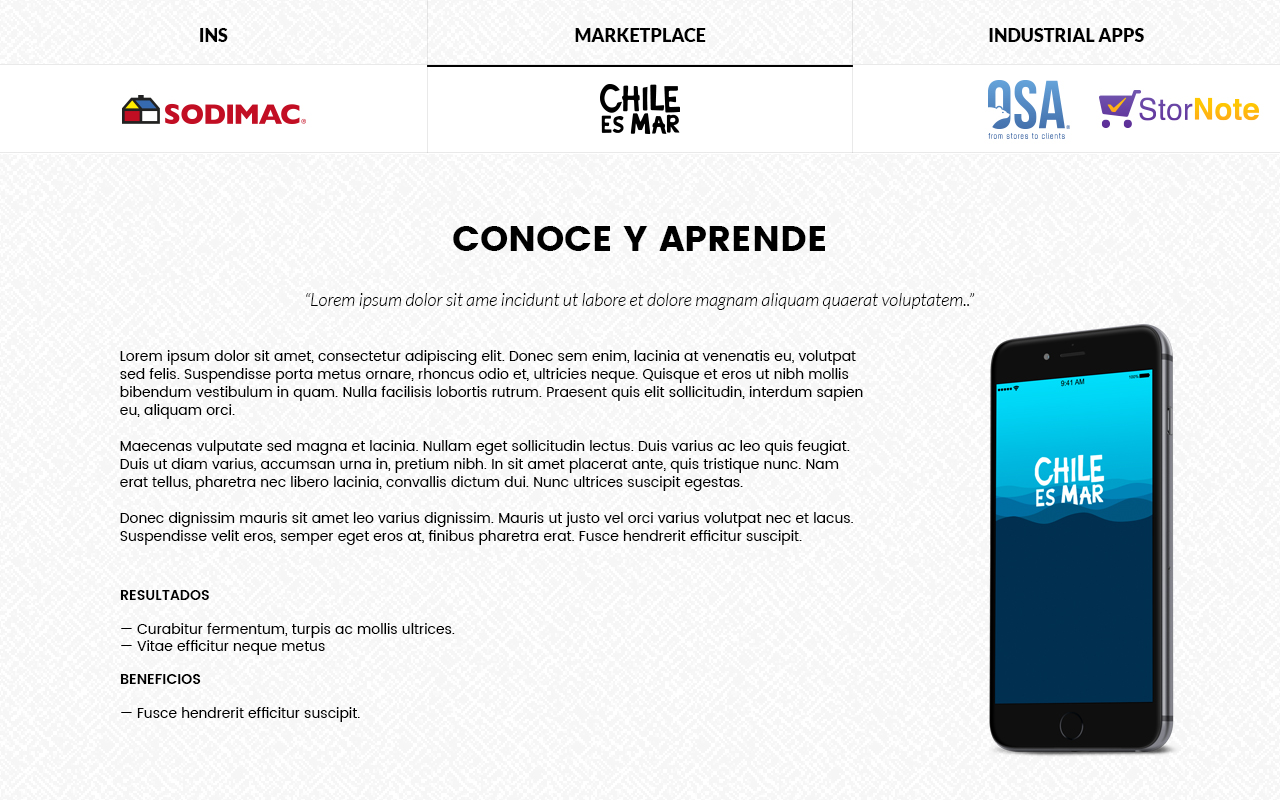 INS
MARKETPLACE
INDUSTRIAL APPS
SODIMAC®
CHILE
ES MAR
QSA®
from stores to clients
StorNote
CONOCE Y APRENDE
“Lorem ipsum dolor sit ame incidunt ut labore et dolore magnam aliquam quaerat voluptatem..”
Lorem ipsum dolor sit amet, consectetur adipiscing elit. Donec sem enim, lacinia at venenatis eu, volutpat
sed felis. Suspendisse porta metus ornare, rhoncus odio et, ultricies neque. Quisque et eros ut nibh mollis
bibendum vestibulum in quam. Nulla facilisis lobortis rutrum. Praesent quis elit sollicitudin, interdum sapien
eu, aliquam orci.
Maecenas vulputate sed magna et lacinia. Nullam eget sollicitudin lectus. Duis varius ac leo quis feugiat.
Duis ut diam varius, accumsan urna in, pretium nibh. In sit amet placerat ante, quis tristique nunc. Nam
erat tellus, pharetra nec libero lacinia, convallis dictum dui. Nunc ultrices suscipit egestas.
Donec dignissim mauris sit amet leo varius dignissim. Mauris ut justo vel orci varius volutpat nec et lacus.
Suspendisse velit eros, semper eget eros at, finibus pharetra erat. Fusce hendrerit efficitur suscipit.
RESULTADOS
— Curabitur fermentum, turpis ac mollis ultrices.
— Vitae efficitur neque metus
BENEFICIOS
— Fusce hendrerit efficitur suscipit.
9:41 AM
100%
CHILE
ES MAR